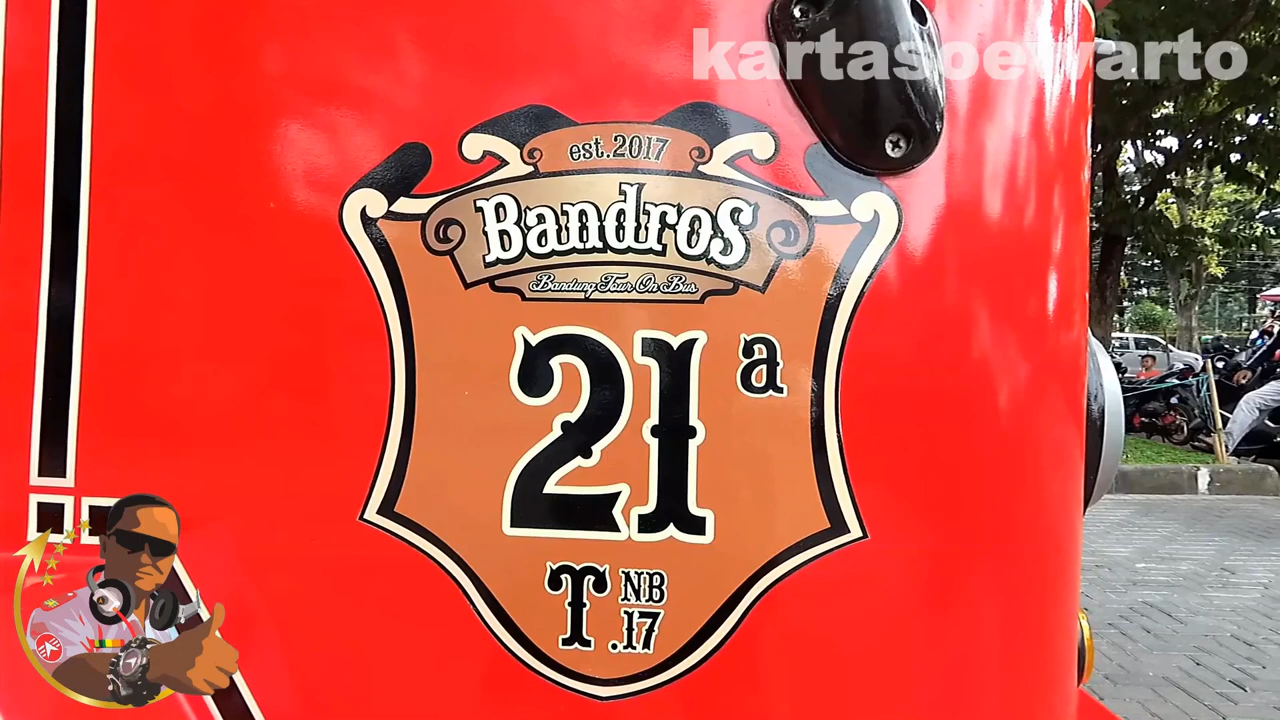 kartasoewarto
est.2017
Bandros
Bandung Tour On Bus
21a
T NB
.17